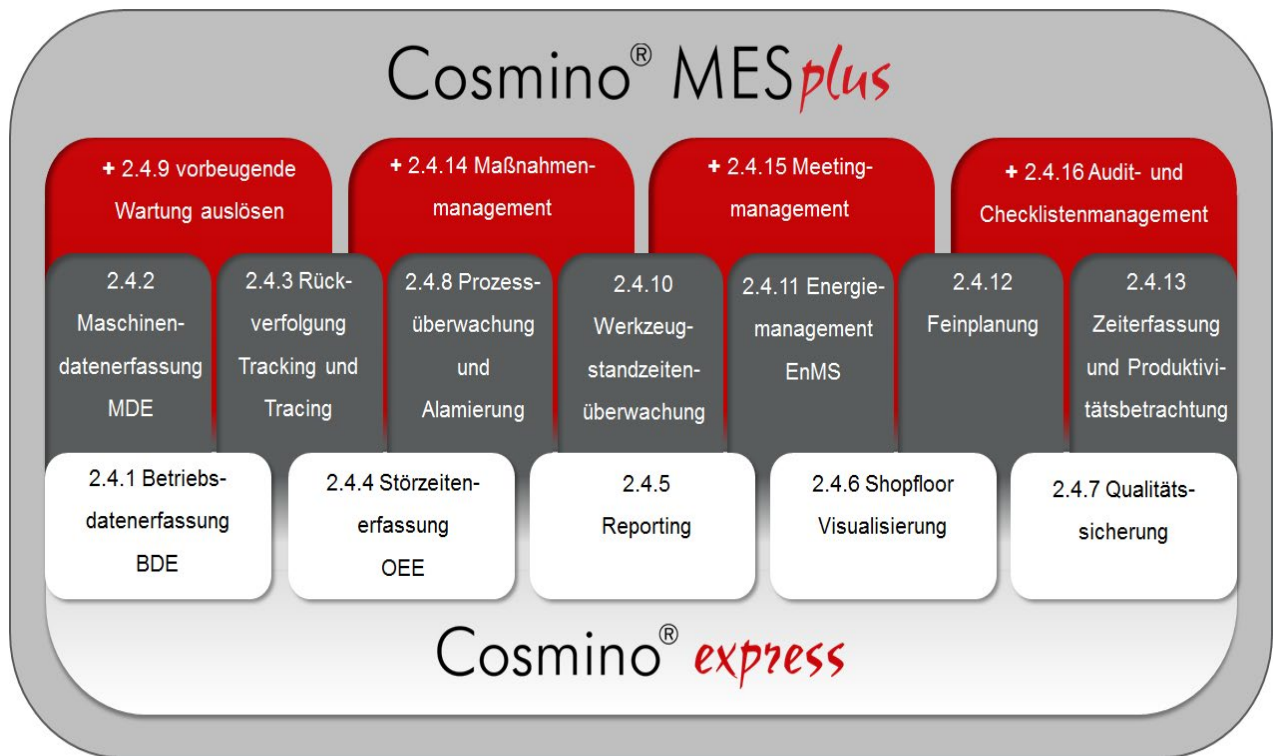 Cosmino® MESplus
+ 2.4.9 vorbeugende
Wartung auslösen
+ 2.4.14 Maßnahmen-
management
+ 2.4.15 Meeting-
management
+ 2.4.16 Audit- und
Checklistenmanagement
2.4.2
Maschinen-
datenerfassung
MDE
2.4.3 Rück-
verfolgung
Tracking und
Tracing
2.4.8 Prozess-
überwachung
und
Alamierung
2.4.10
Werkzeug-
standzeiten-
überwachung
2.4.11 Energie-
management
EnMS
2.4.12
Feinplanung
2.4.13
Zeiterfassung
und Produktivi-
tätsbetrachtung
2.4.1 Betriebs-
datenerfassung
BDE
2.4.4 Störzeiten-
erfassung
OEE
2.4.5
Reporting
2.4.6 Shopfloor
Visualisierung
2.4.7 Qualitäts-
sicherung
Cosmino® express